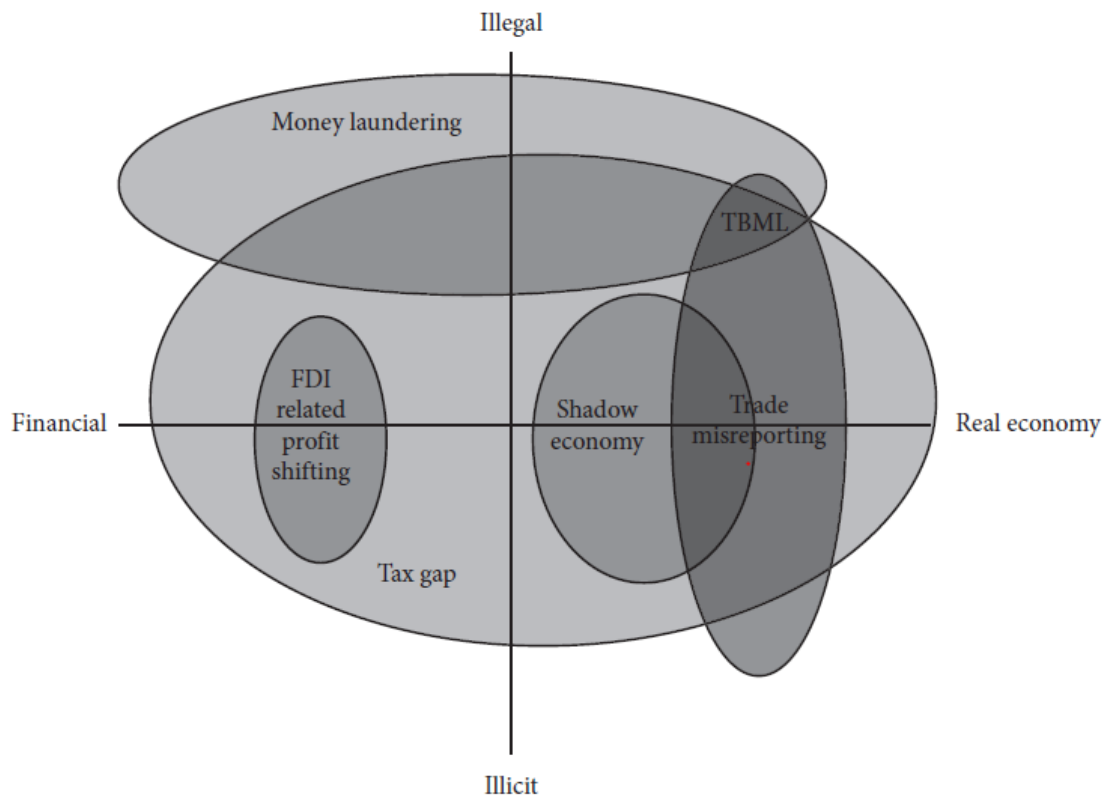 Illegal
Money laundering
TBML
FDI
related
profit
shifting
Financial
Shadow
economy
Trade
misreporting
Real economy
Tax gap
Illicit